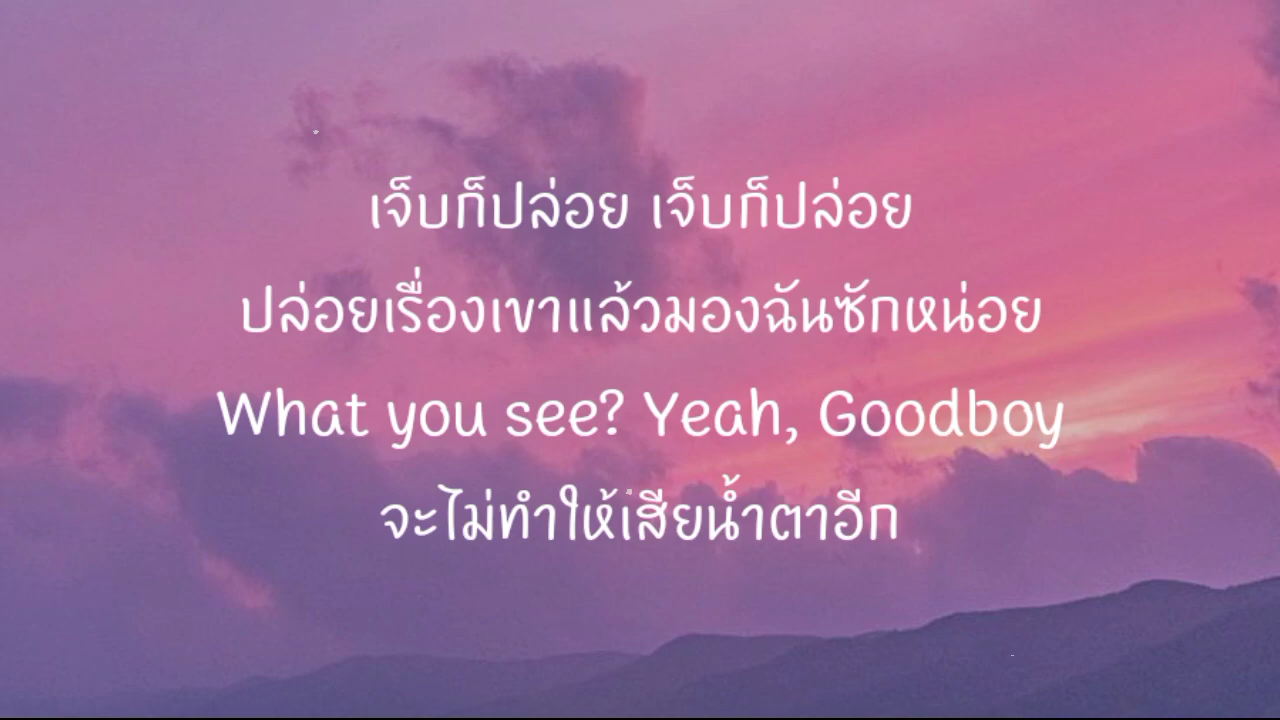 เจ็บก็ปล่อย เจ็บก็ปล่อย
ปล่อยเรื่องเขาแล้วมองฉันซักหน่อย
What you see? Yeah, Goodboy
จะไม่ทำให้เสียน้ำตาอีก